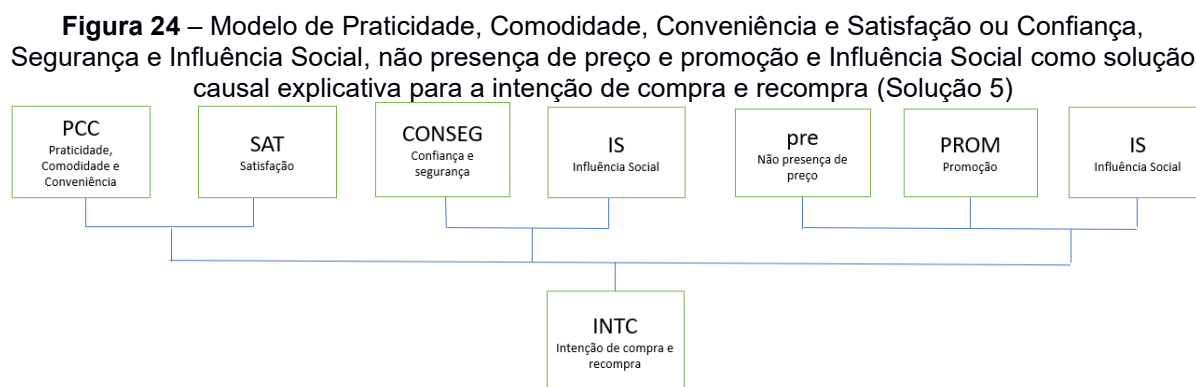 Figura 24 – Modelo de Praticidade, Comodidade, Conveniência e Satisfação ou Confiança,
Segurança e Influência Social, não presença de preço e promoção e Influência Social como solução
causal explicativa para a intenção de compra e recompra (Solução 5)
PCC
Praticidade,
Comodidade e
Conveniência
SAT
Satisfação
CONSEG
Confiança e
segurança
IS
Influência Social
pre
Não presença de
preço
PROM
Promoção
IS
Influência Social
INTC
Intenção de compra e
recompra